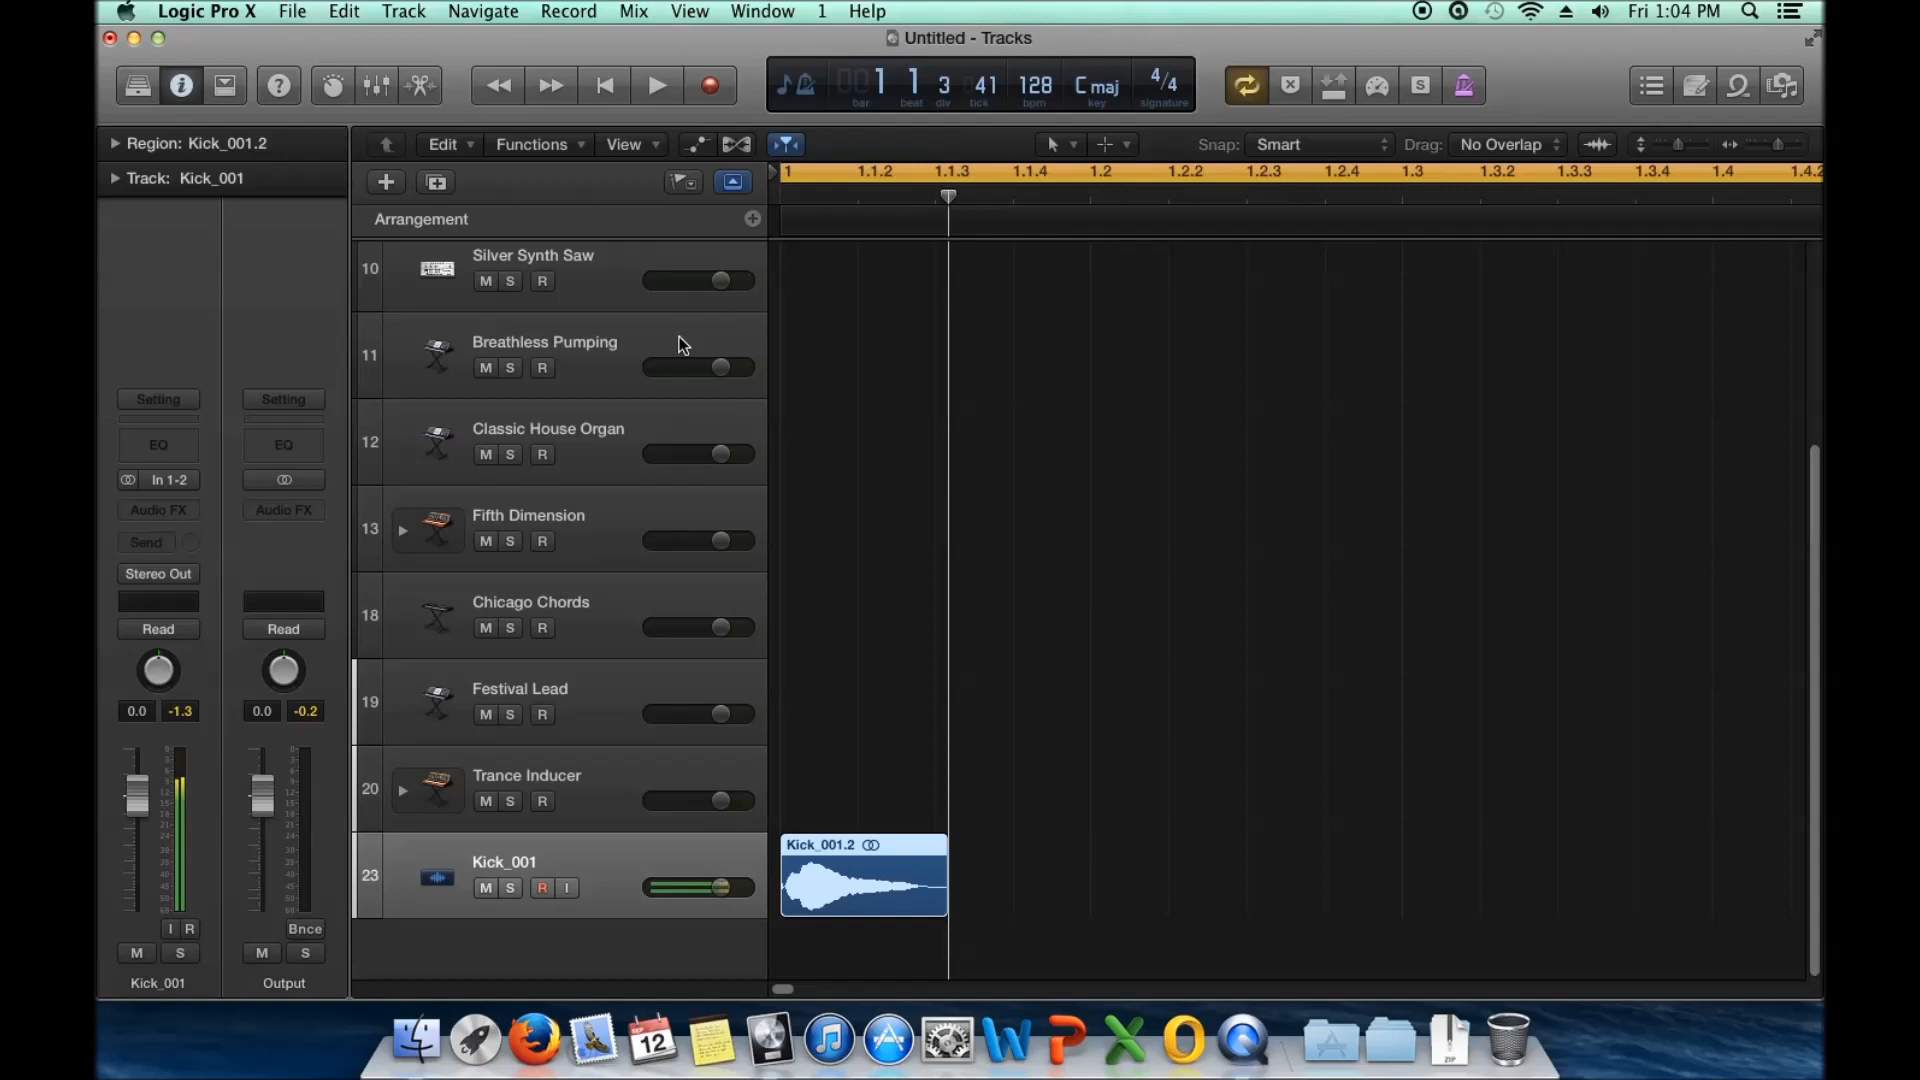 Logic Pro X File Edit Track Navigate Record Mix View Window 1 Help Fri 1:04 PM
Untitled - Tracks
1 1 3 41 128 C maj 4/4
bar beat div tick bpm key signature
S
Region: Kick_001.2
Edit Functions View Snap: Smart Drag: No Overlap
Track: Kick_001
1 1.1.2 1.1.3 1.1.4 1.2 1.2.2 1.2.3 1.2.4 1.3 1.3.2 1.3.3 1.3.4 1.4 1.4.2
Arrangement
10 Silver Synth Saw
M S R
11 Breathless Pumping
M S R
12 Classic House Organ
M S R
13 Fifth Dimension
M S R
18 Chicago Chords
M S R
19 Festival Lead
M S R
20 Trance Inducer
M S R
23 Kick_001
M S R I
Kick_001.2
Setting Setting
EQ EQ
In 1-2
Audio FX Audio FX
Send
Stereo Out
Read Read
0.0 -1.3 0.0 -0.2
I R Bnce
M S M S
Kick_001 Output
SEP
12
ZIP